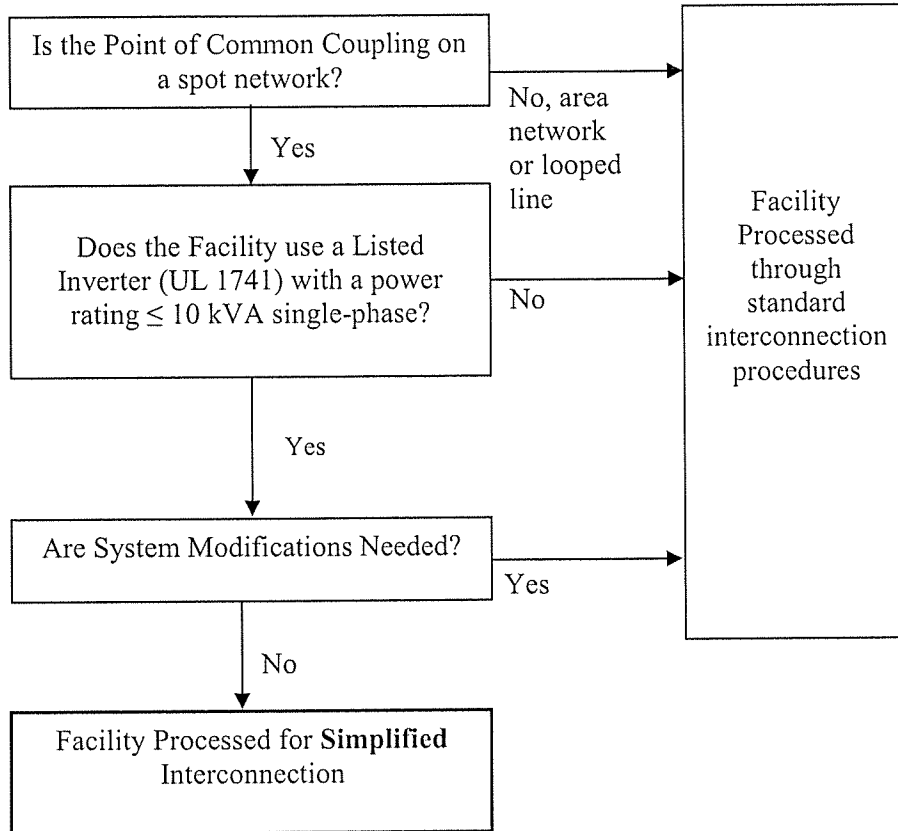 Is the Point of Common Coupling on
a spot network?
No, area
network
or looped
line
Yes
Does the Facility use a Listed
Inverter (UL 1741) with a power
rating ≤ 10 kVA single-phase?
No
Yes
Are System Modifications Needed?
Yes
No
Facility Processed for Simplified
Interconnection
Facility
Processed
through
standard
interconnection
procedures